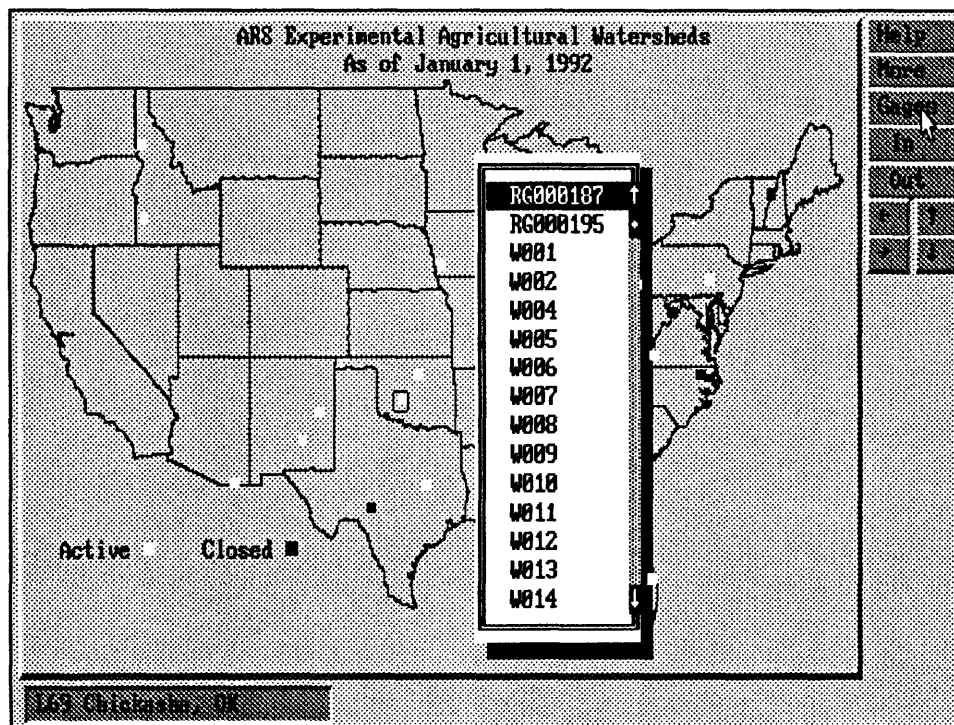 ARS Experimental Agricultural Watersheds
As of January 1, 1992
Help
More
Gages
In
Out
RG000187
RG000195
W001
W002
W004
W005
W006
W007
W008
W009
W010
W011
W012
W013
W014
Active
Closed
L69 Chickasha, OK